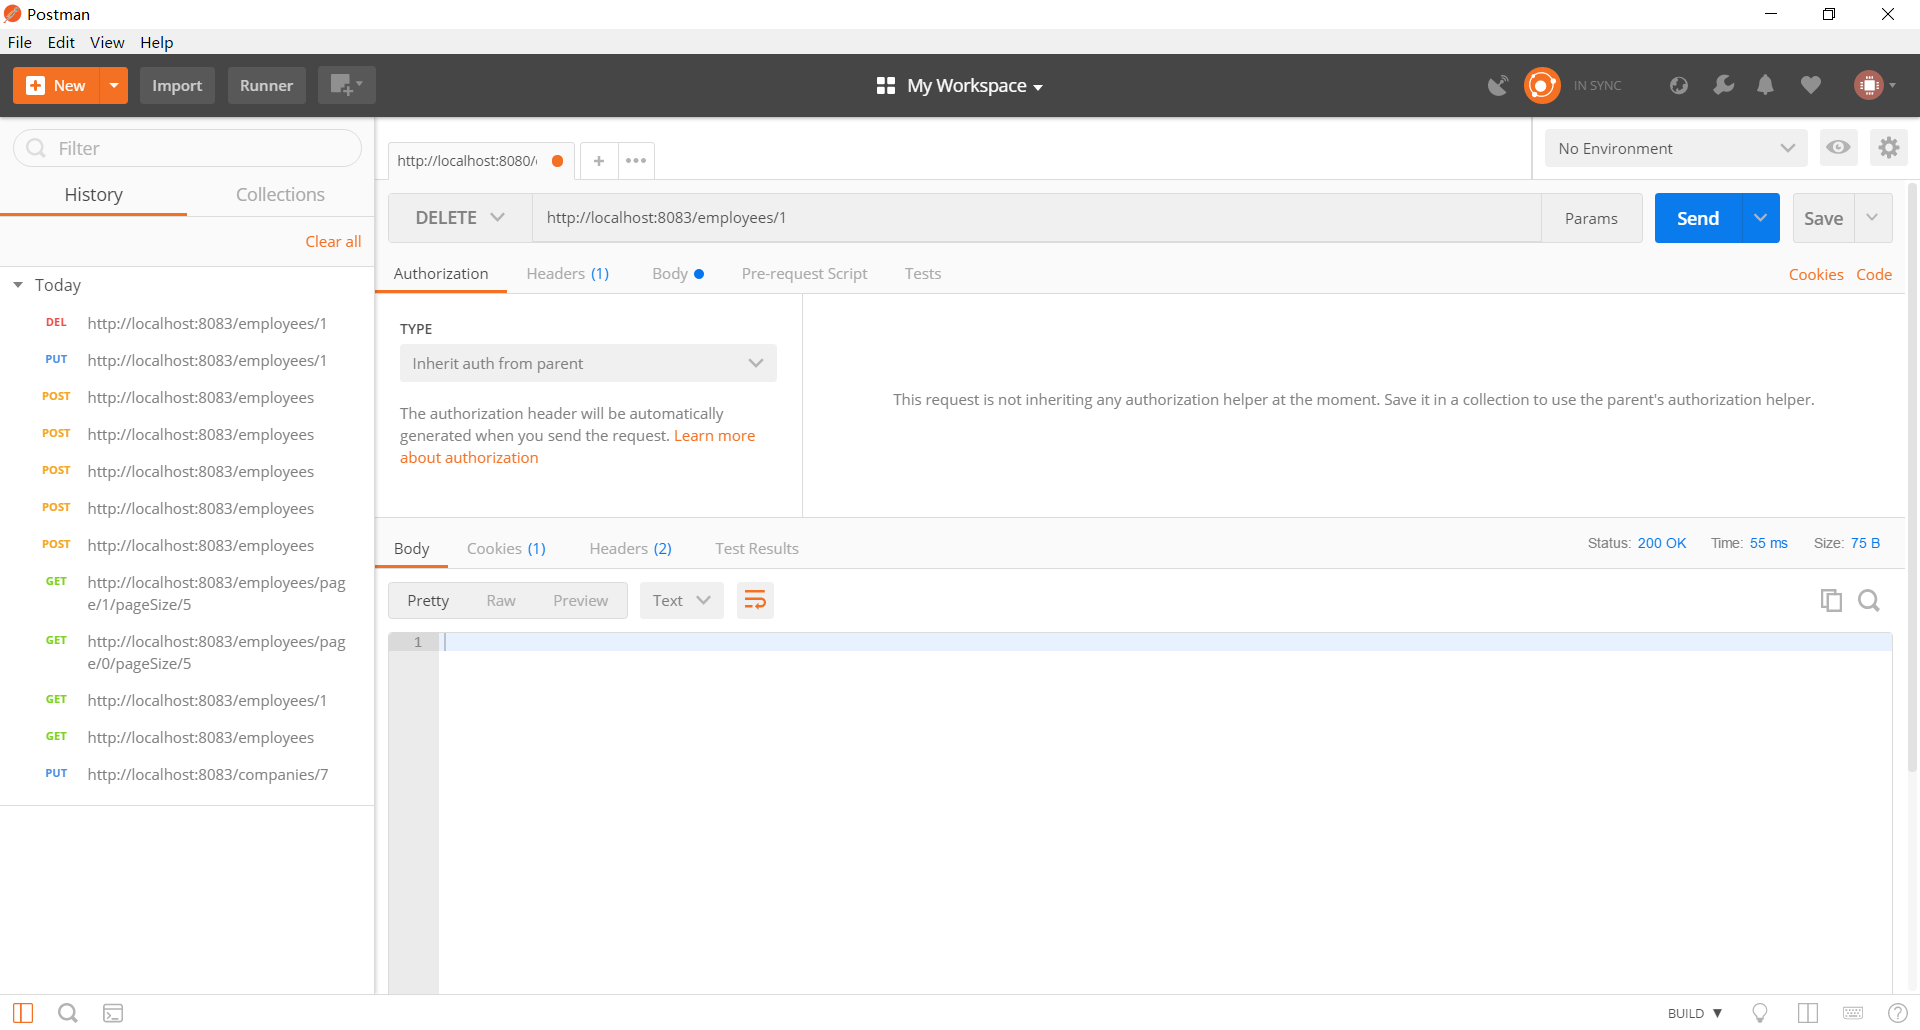 Postman
File Edit View Help
New Import Runner My Workspace IN SYNC
Filter
History Collections
Clear all
Today
DEL http://localhost:8083/employees/1
PUT http://localhost:8083/employees/1
POST http://localhost:8083/employees
POST http://localhost:8083/employees
POST http://localhost:8083/employees
POST http://localhost:8083/employees
POST http://localhost:8083/employees
GET http://localhost:8083/employees/pag
e/1/pageSize/5
GET http://localhost:8083/employees/pag
e/0/pageSize/5
GET http://localhost:8083/employees/1
GET http://localhost:8083/employees
PUT http://localhost:8083/companies/7
http://localhost:8080/ No Environment
DELETE http://localhost:8083/employees/1 Params Send Save
Authorization Headers (1) Body Pre-request Script Tests Cookies Code
TYPE
Inherit auth from parent
The authorization header will be automatically
generated when you send the request. Learn more
about authorization
This request is not inheriting any authorization helper at the moment. Save it in a collection to use the parent's authorization helper.
Body Cookies (1) Headers (2) Test Results Status: 200 OK Time: 55 ms Size: 75 B
Pretty Raw Preview Text
1
BUILD